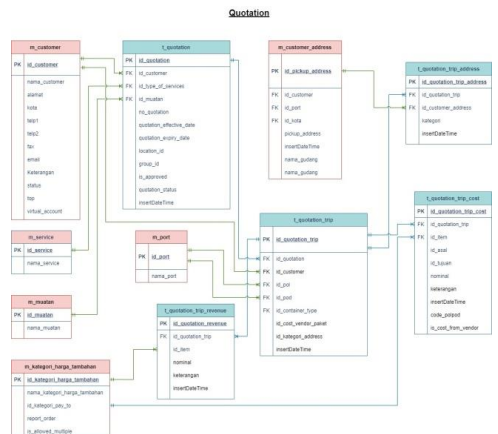 Quotation
m_customer
PK id_customer
nama_customer
alamat
kota
telp1
telp2
fax
email
Keterangan
status
top
virtual_account
t_quotation
PK id_quotation
FK id_customer
FK id_type_of_services
FK id_muatan
no_quotation
quotation_effective_date
quotation_expiry_date
location_id
group_id
is_approved
quotation_status
insertDateTime
m_customer_address
PK id_pickup_address
FK id_customer
FK id_port
FK id_kota
pickup_address
insertDateTime
nama_gudang
nama_gudang
t_quotation_trip_address
PK id_quotation_trip_address
FK id_quotation_trip
FK id_customer_address
kategori
insertDateTime
t_quotation_trip_cost
PK id_quotation_trip_cost
FK id_quotation_trip
FK id_item
id_asal
id_tujuan
nominal
keterangan
insertDateTime
code_polpod
is_cost_from_vendor
m_service
PK id_service
nama_service
m_port
PK id_port
nama_port
t_quotation_trip
PK id_quotation_trip
FK id_quotation
FK id_customer
FK id_pol
FK id_pod
FK id_container_type
id_cost_vendor_paket
id_kategori_address
insertDateTime
m_muatan
PK id_muatan
nama_muatan
t_quotation_trip_revenue
PK id_quotation_revenue
FK id_quotation_trip
id_item
nominal
keterangan
insertDateTime
m_kategori_harga_tambahan
PK id_kategori_harga_tambahan
nama_kategori_harga_tambahan
id_kategori_pay_to
report_order
is_allowed_multiple